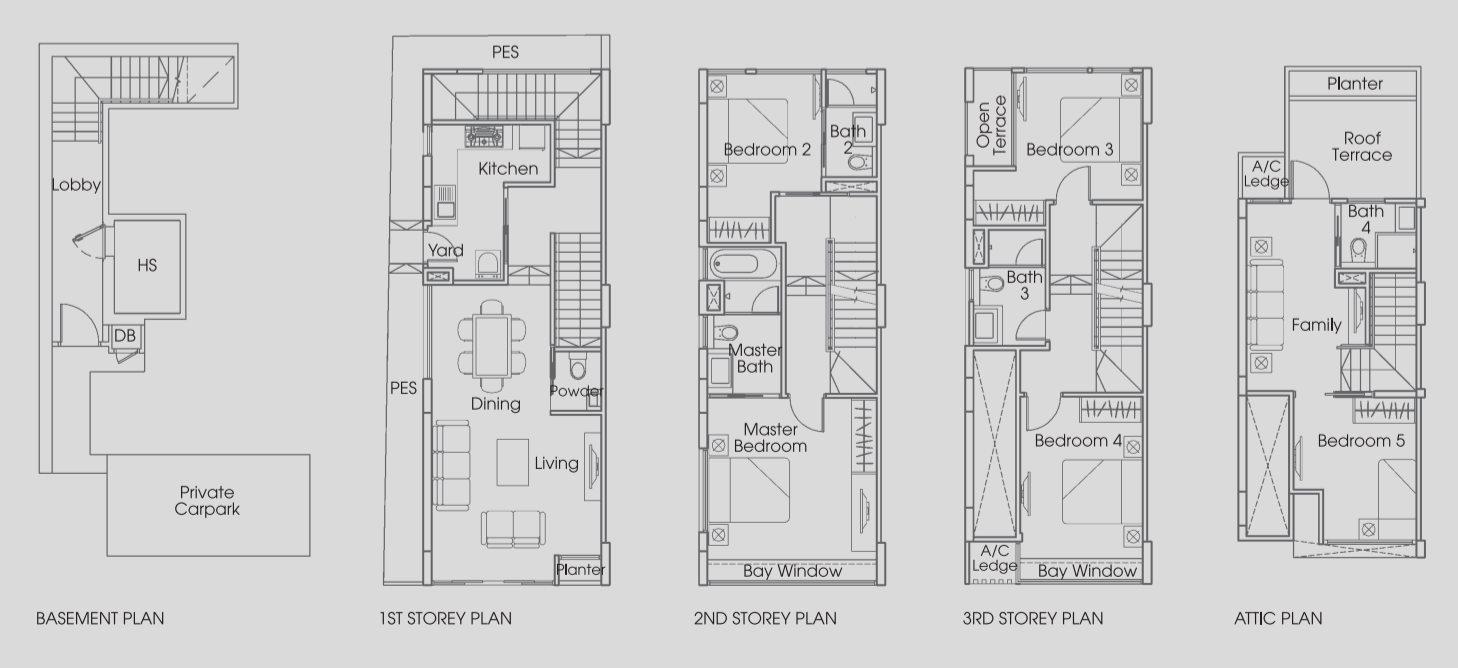 Lobby
HS
DB
Private
Carpark
BASEMENT PLAN
PES
Kitchen
Yard
PES
Powder
Dining
Living
Planter
1ST STOREY PLAN
Bedroom 2
Bath
2
Master
Bath
Master
Bedroom
Bay Window
2ND STOREY PLAN
Open
Terrace
Bedroom 3
Bath
3
Bedroom 4
A/C
Ledge
Bay Window
3RD STOREY PLAN
Planter
Roof
Terrace
A/C
Ledge
Bath
4
Family
Bedroom 5
ATTIC PLAN